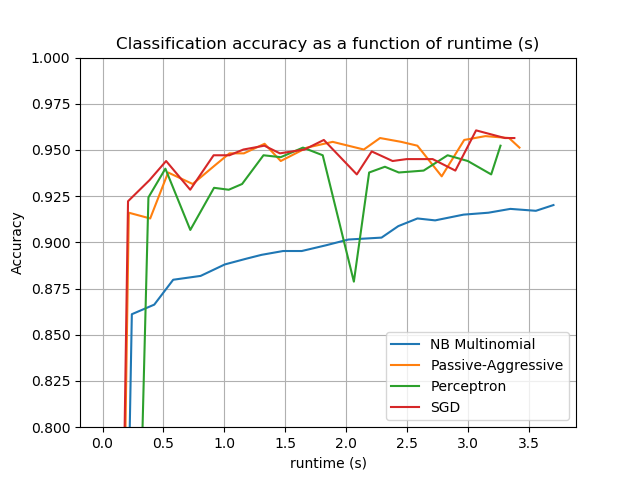 Classification accuracy as a function of runtime (s)
1.000
0.975
0.950
0.925
0.900
0.875
0.850
0.825
0.800
Accuracy
NB Multinomial
Passive-Aggressive
Perceptron
SGD
0.0 0.5 1.0 1.5 2.0 2.5 3.0 3.5
runtime (s)